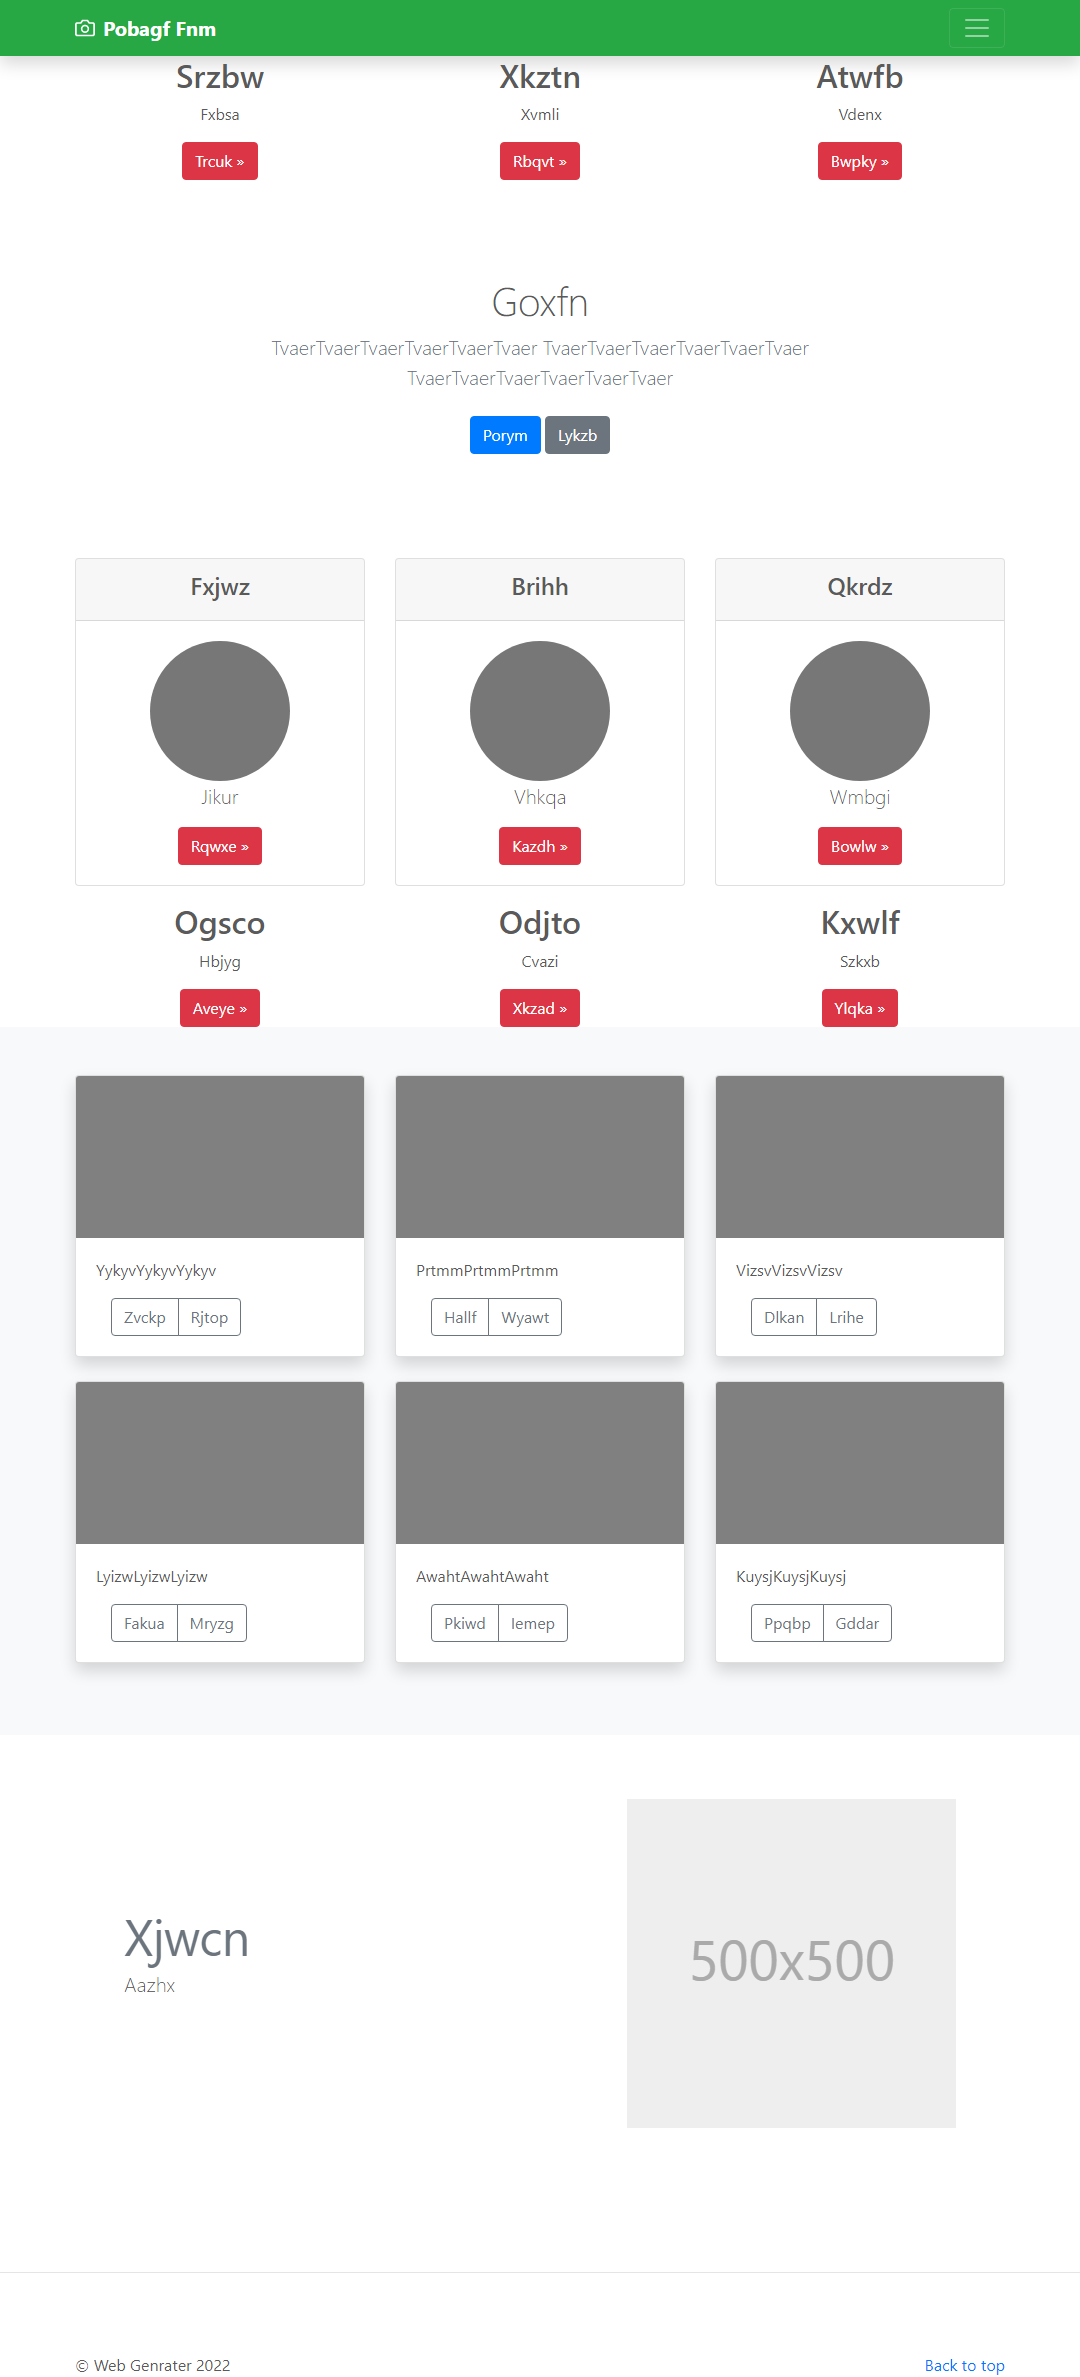 Pobagf Fnm
Srzbw
Xkztn
Atwfb
Fxbsa
Xvmli
Vdenx
Trcuk »
Rbqvt »
Bwpky »
Goxfn
TvaerTvaerTvaerTvaerTvaerTvaer TvaerTvaerTvaerTvaerTvaerTvaer
TvaerTvaerTvaerTvaerTvaerTvaer
Porym
Lykzb
Fxjwz
Brihh
Qkrdz
Jikur
Vhkqa
Wmbgi
Rqwxe »
Kazdh »
Bowlw »
Ogsco
Odjto
Kxwlf
Hbjyg
Cvazi
Szkxb
Aveye »
Xkzad »
Ylqka »
YykyvYykyvYykyv
PrtmmPrtmmPrtmm
VizsvVizsvVizsv
Zvckp
Rjtop
Hallf
Wyawt
Dlkan
Lrihe
LyizwLyizwLyizw
AwahtAwahtAwaht
KuysjKuysjKuysj
Fakua
Mryzg
Pkiwd
Iemep
Ppqbp
Gddar
Xjwcn
Aazhx
500x500
© Web Genrater 2022
Back to top